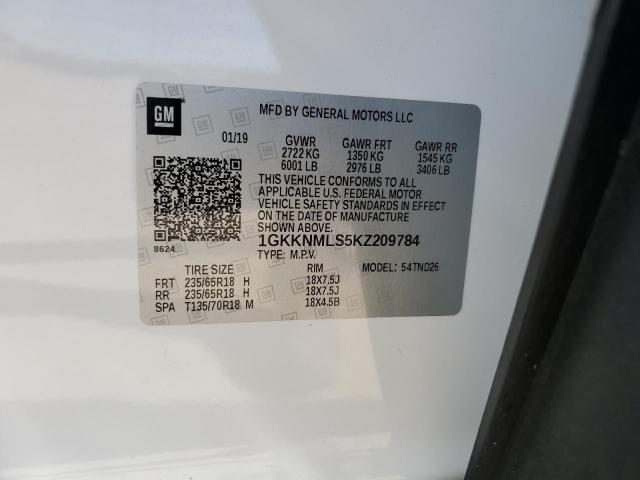 GM
MFD BY GENERAL MOTORS LLC
01/19 GVWR GAWR FRT GAWR RR
2722 KG 1350 KG 1545 KG
6001 LB 2976 LB 3406 LB
THIS VEHICLE CONFORMS TO ALL
APPLICABLE U.S. FEDERAL MOTOR
VEHICLE SAFETY STANDARDS IN EFFECT
ON THE DATE OF MANUFACTURE
SHOWN ABOVE.
8624
1GKKNMLS5KZ209784
TYPE: M.P.V.
TIRE SIZE RIM MODEL: 54TND26
FRT 235/65R18 H 18X7.5J
RR 235/65R18 H 18X7.5J
SPA T135/70R18 M 18X4.5B